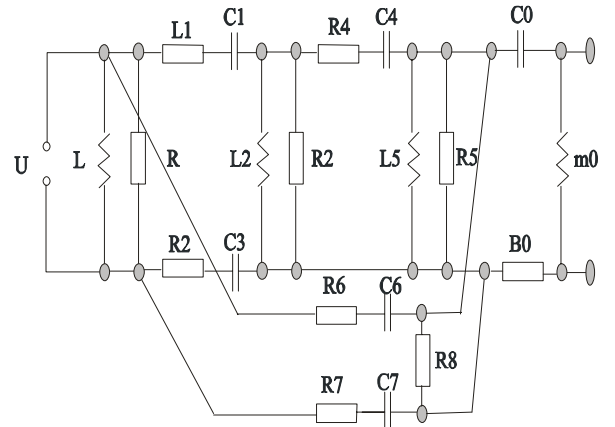 L1 C1 R4 C4 C0
U L R L2 R2 L5 R5 m0
R2 C3 B0
R6 C6
R8
R7 C7